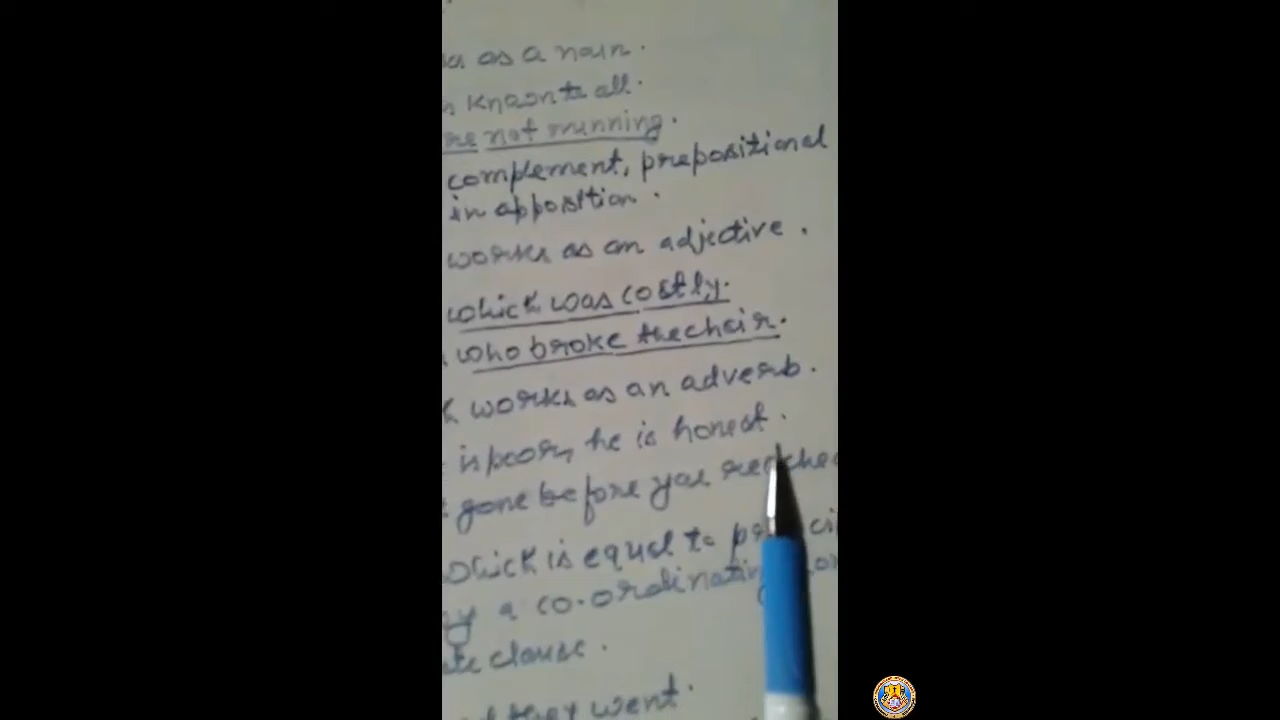 as a noun.
known to all.
re not running.
complement, prepositional
in apposition.
works as an adjective.
which was costly.
who broke the chair.
works as an adverb.
is poor, he is honest.
gone before you reached
which is equal to
a co-ordinating
clause.
they went.